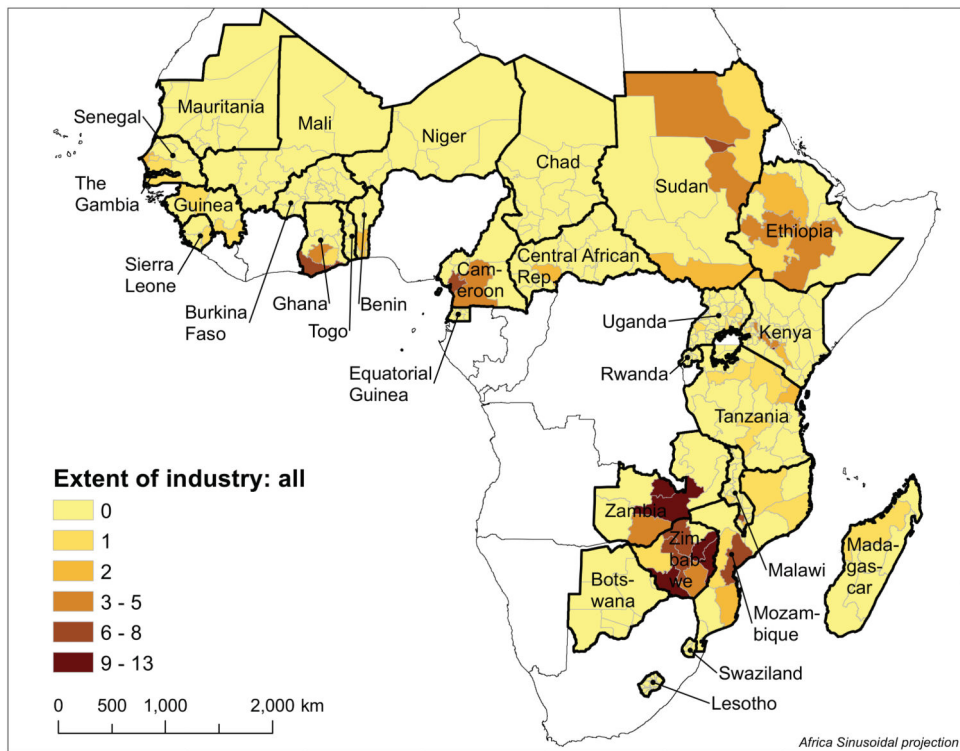 Mauritania
Senegal
Mali
Niger
Chad
Sudan
The
Gambia
Guinea
Ethiopia
Sierra
Leone
Burkina
Faso
Ghana
Togo
Benin
Cam-
eroon
Central African
Rep.
Equatorial
Guinea
Uganda
Kenya
Rwanda
Tanzania
Extent of industry: all
0
1
2
3 - 5
6 - 8
9 - 13
0 500 1,000 2,000 km
Zambia
Zim-
bab-
we
Bots-
wana
Malawi
Mozam-
bique
Mada-
gas-
car
Swaziland
Lesotho
Africa Sinusoidal projection